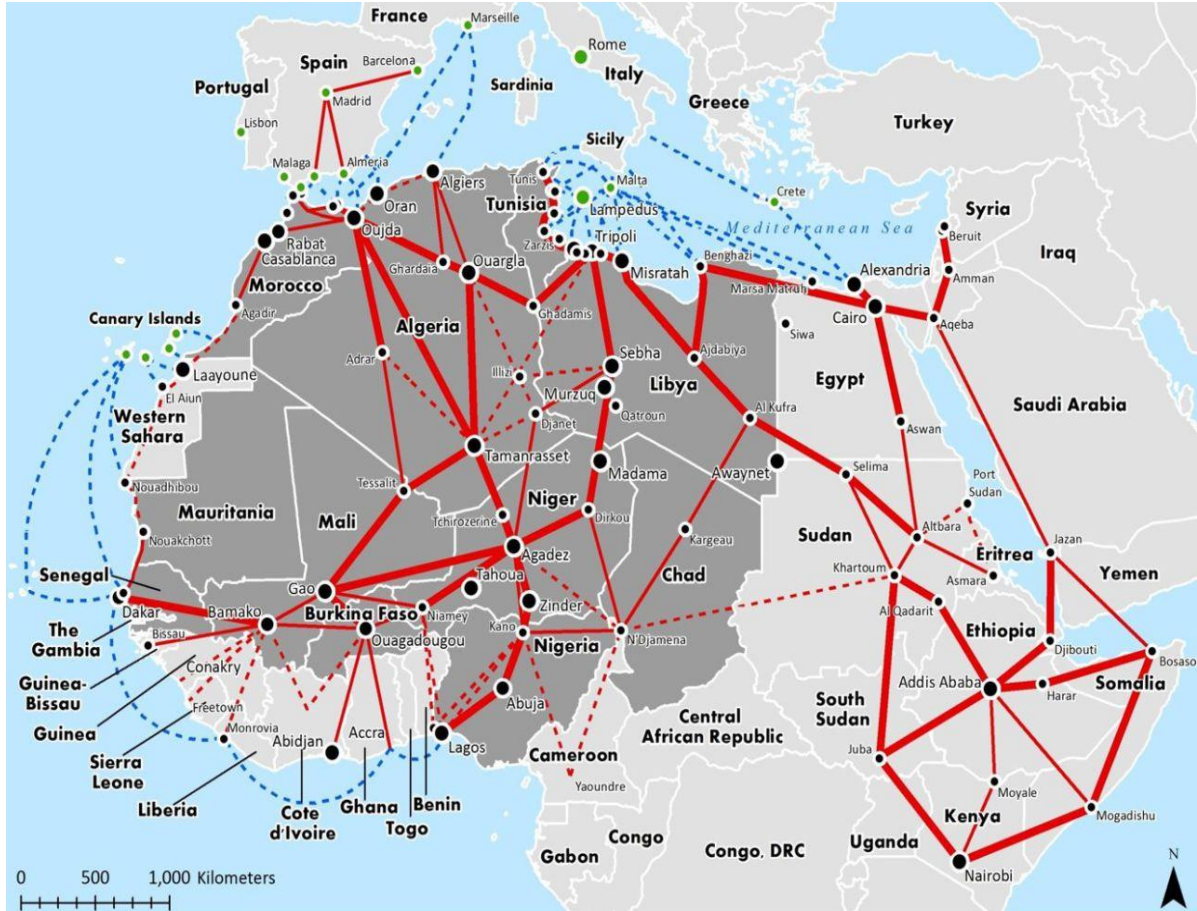 France
Marseille
Spain
Barcelona
Rome
Italy
Sardinia
Portugal
Madrid
Greece
Turkey
Lisbon
Sicily
Malaga
Almeria
Algiers
Tunis
Malta
Crete
Oran
Tunisia
Lampedus
Syria
Oujda
Mediterranean Sea
Beruit
Rabat
Zarzis
Tripoli
Iraq
Casablanca
Ghardaia
Ouargla
Misratah
Benghazi
Alexandria
Amman
Morocco
Marsa Matruh
Agadir
Ghadamis
Cairo
Aqeba
Canary Islands
Algeria
Siwa
Adrar
Sebha
Ajdabiya
Laayoune
Illizi
Libya
Egypt
El Aiun
Murzuq
Saudi Arabia
Western
Sahara
Qatroun
Djanet
Al Kufra
Aswan
Tamanrasset
Madama
Awaynet
Nouadhibou
Tessalit
Selima
Port
Sudan
Mauritania
Mali
Niger
Tchirozerine
Dirkou
Nouakchott
Kargeau
Sudan
Altbara
Agadez
Eritrea
Jazan
Senegal
Tahoua
Chad
Khartoum
Asmara
Yemen
Gao
Dakar
Bamako
Burkina Faso
Niamey
Zinder
Al Qadarit
The
Gambia
Bissau
Ouagadougou
Kano
Nigeria
N'Djamena
Ethiopia
Djibouti
Bosaso
Conakry
Guinea-
Bissau
Addis Ababa
Harar
Somalia
Freetown
Abuja
South
Sudan
Guinea
Monrovia
Abidjan
Accra
Lagos
Central
African Republic
Sierra
Leone
Cameroon
Juba
Yaoundre
Moyale
Liberia
Cote
d'Ivoire
Ghana
Togo
Benin
Kenya
Mogadishu
Congo
Uganda
Gabon
Congo, DRC
Nairobi
N
0 500 1,000 Kilometers